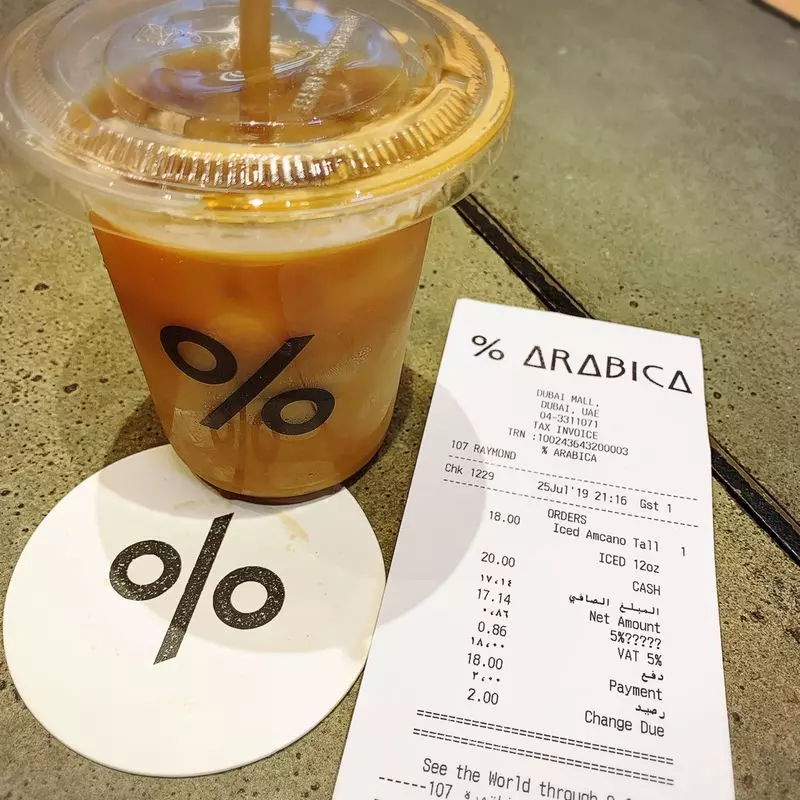 %
%
% ARABICA
DUBAI MALL,
DUBAI, UAE
04-3311071
TAX INVOICE
TRN :100243643200003
107 RAYMOND % ARABICA
Chk 1229 25Jul'19 21:16 Gst 1
ORDERS
18.00 Iced Amcano Tall 1
ICED 12oz
20.00 CASH
١٧,١٤ المبلغ الصافي
17.14 Net Amount
٠,٨٦ 5%?????
0.86 VAT 5%
١٨,٠٠ دفع
18.00 Payment
٢,٠٠ رصيد
2.00 Change Due
See the World through
107